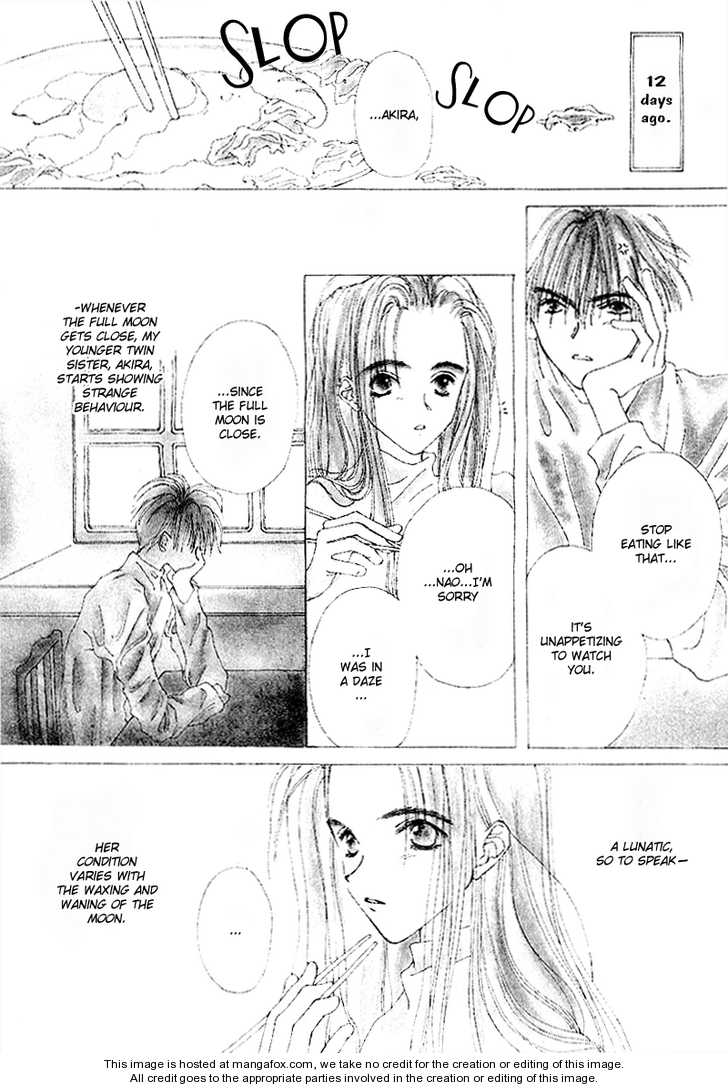 12
days
ago.
SLOP
SLOP
...AKIRA,
STOP
EATING LIKE
THAT...
IT'S
UNAPPETIZING
TO WATCH
YOU.
...OH
...NAO...I'M
SORRY
...I
WAS IN
A DAZE
...
...SINCE
THE FULL
MOON IS
CLOSE.
-WHENEVER
THE FULL MOON
GETS CLOSE, MY
YOUNGER TWIN
SISTER, AKIRA,
STARTS SHOWING
STRANGE
BEHAVIOUR.
A LUNATIC,
SO TO SPEAK—
...
HER
CONDITION
VARIES WITH
THE WAXING AND
WANING OF THE
MOON.
This image is hosted at mangafox.com, we take no credit for the creation or editing of this image.
All credit goes to the appropriate parties involved in the creation or editing of this image.